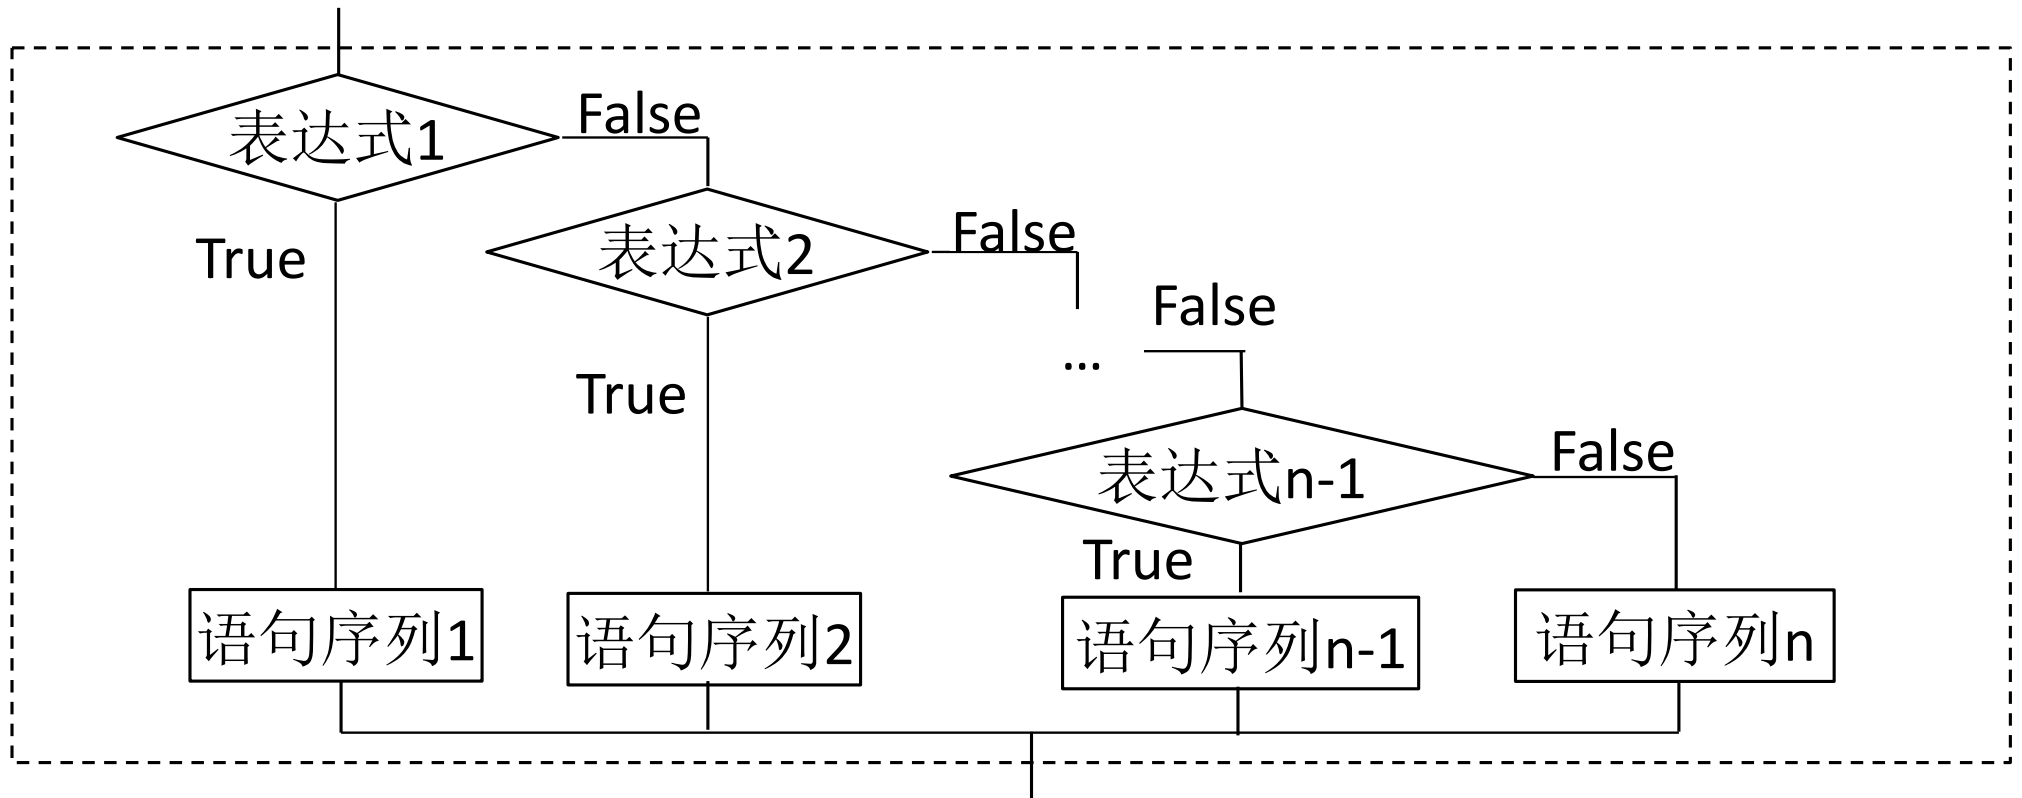 表达式1
False
True
表达式2
False
True
...
False
表达式n-1
False
True
语句序列1
语句序列2
语句序列n-1
语句序列n